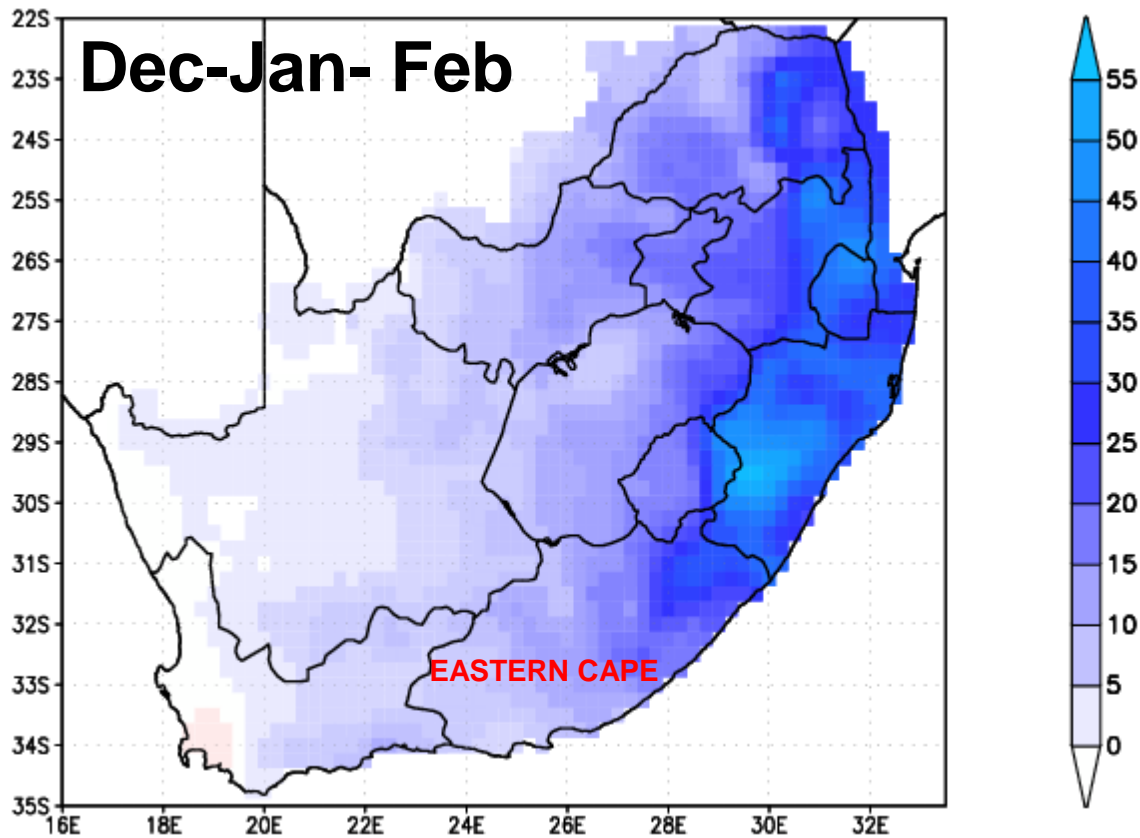 Dec-Jan- Feb
22S
23S
24S
25S
26S
27S
28S
29S
30S
31S
32S
33S
34S
35S
EASTERN CAPE
16E 18E 20E 22E 24E 26E 28E 30E 32E
55
50
45
40
35
30
25
20
15
10
5
0